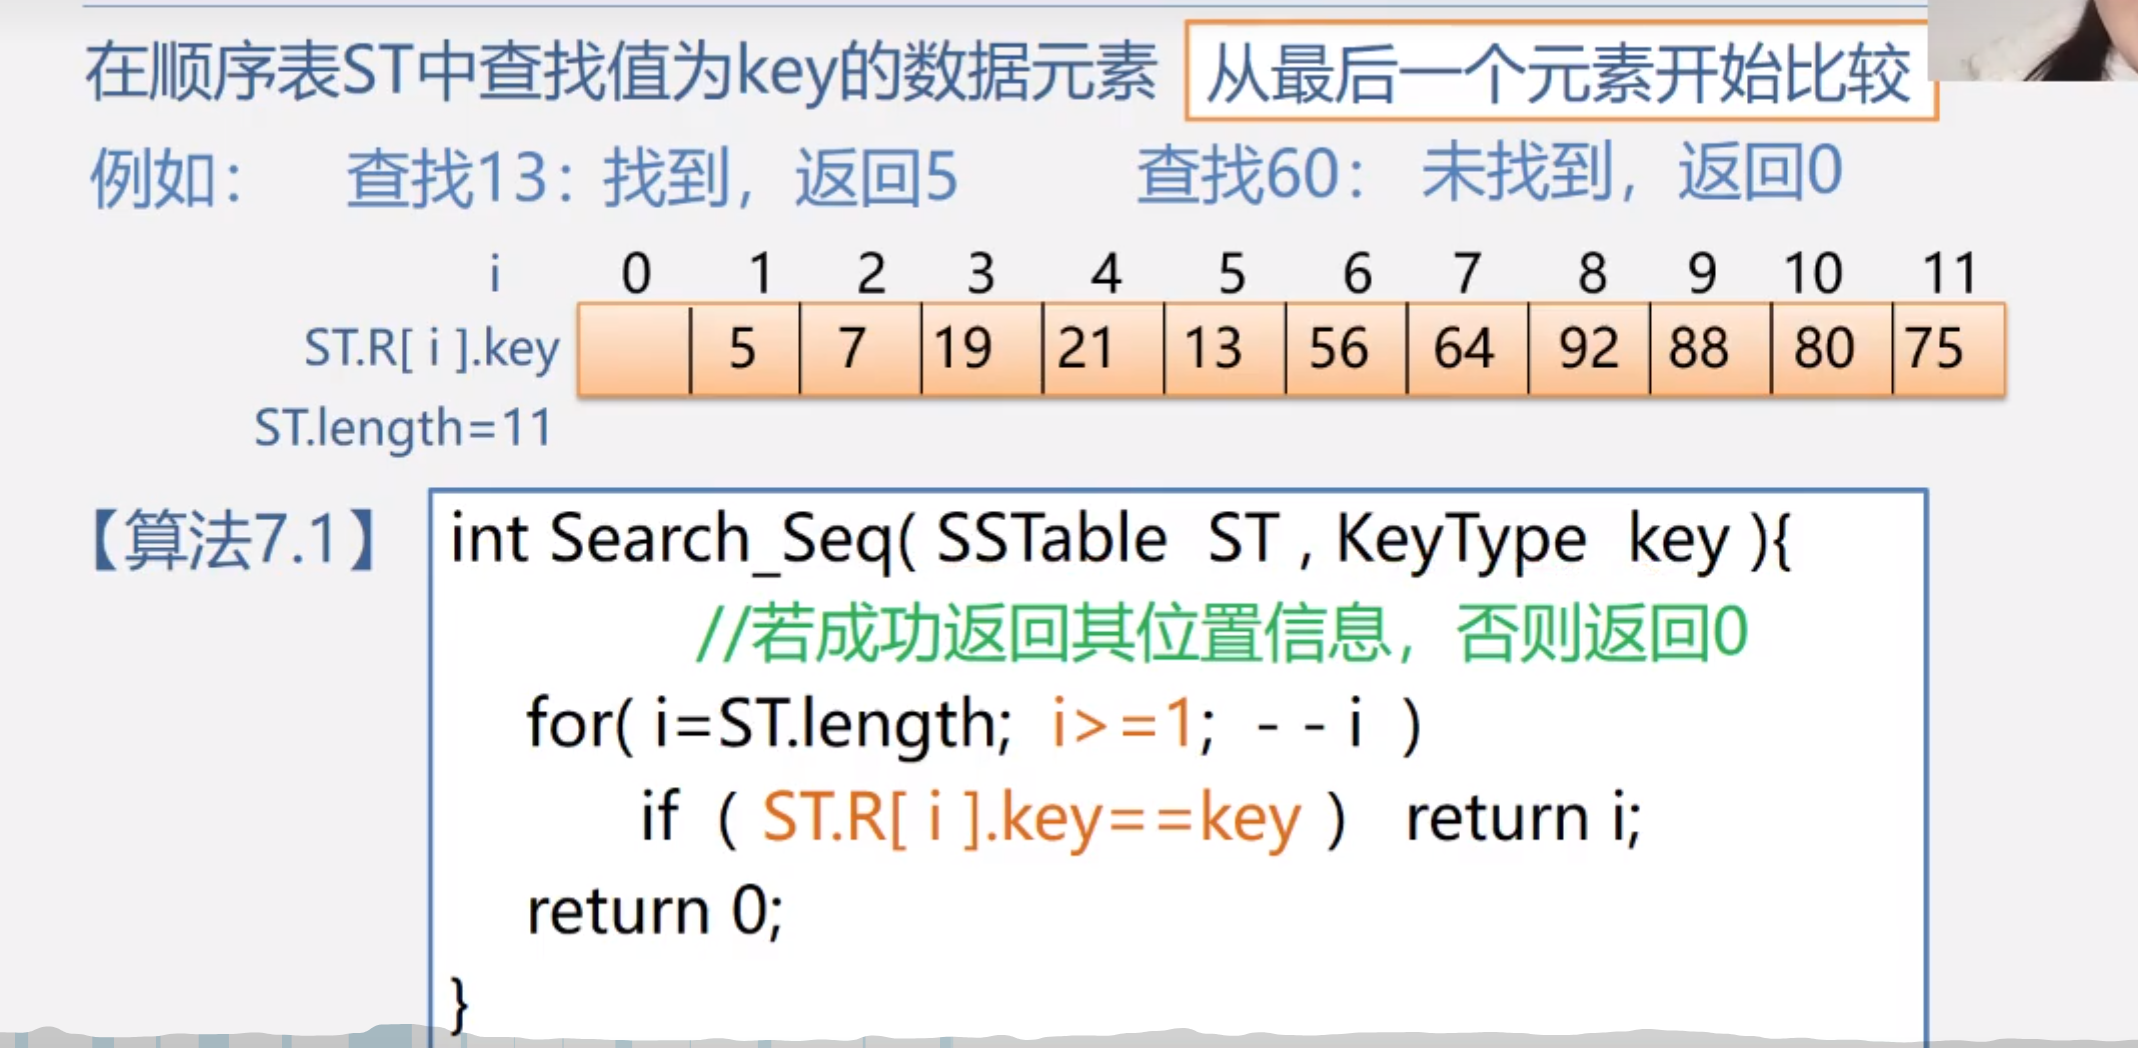 在顺序表ST中查找值为key的数据元素 从最后一个元素开始比较
例如： 查找13：找到，返回5 查找60： 未找到，返回0
i 0 1 2 3 4 5 6 7 8 9 10 11
ST.R[ i ].key 5 7 19 21 13 56 64 92 88 80 75
ST.length=11
【算法7.1】 int Search_Seq( SSTable ST , KeyType key ){
//若成功返回其位置信息，否则返回0
for( i=ST.length; i>=1; - - i )
if ( ST.R[ i ].key==key ) return i;
return 0;
}